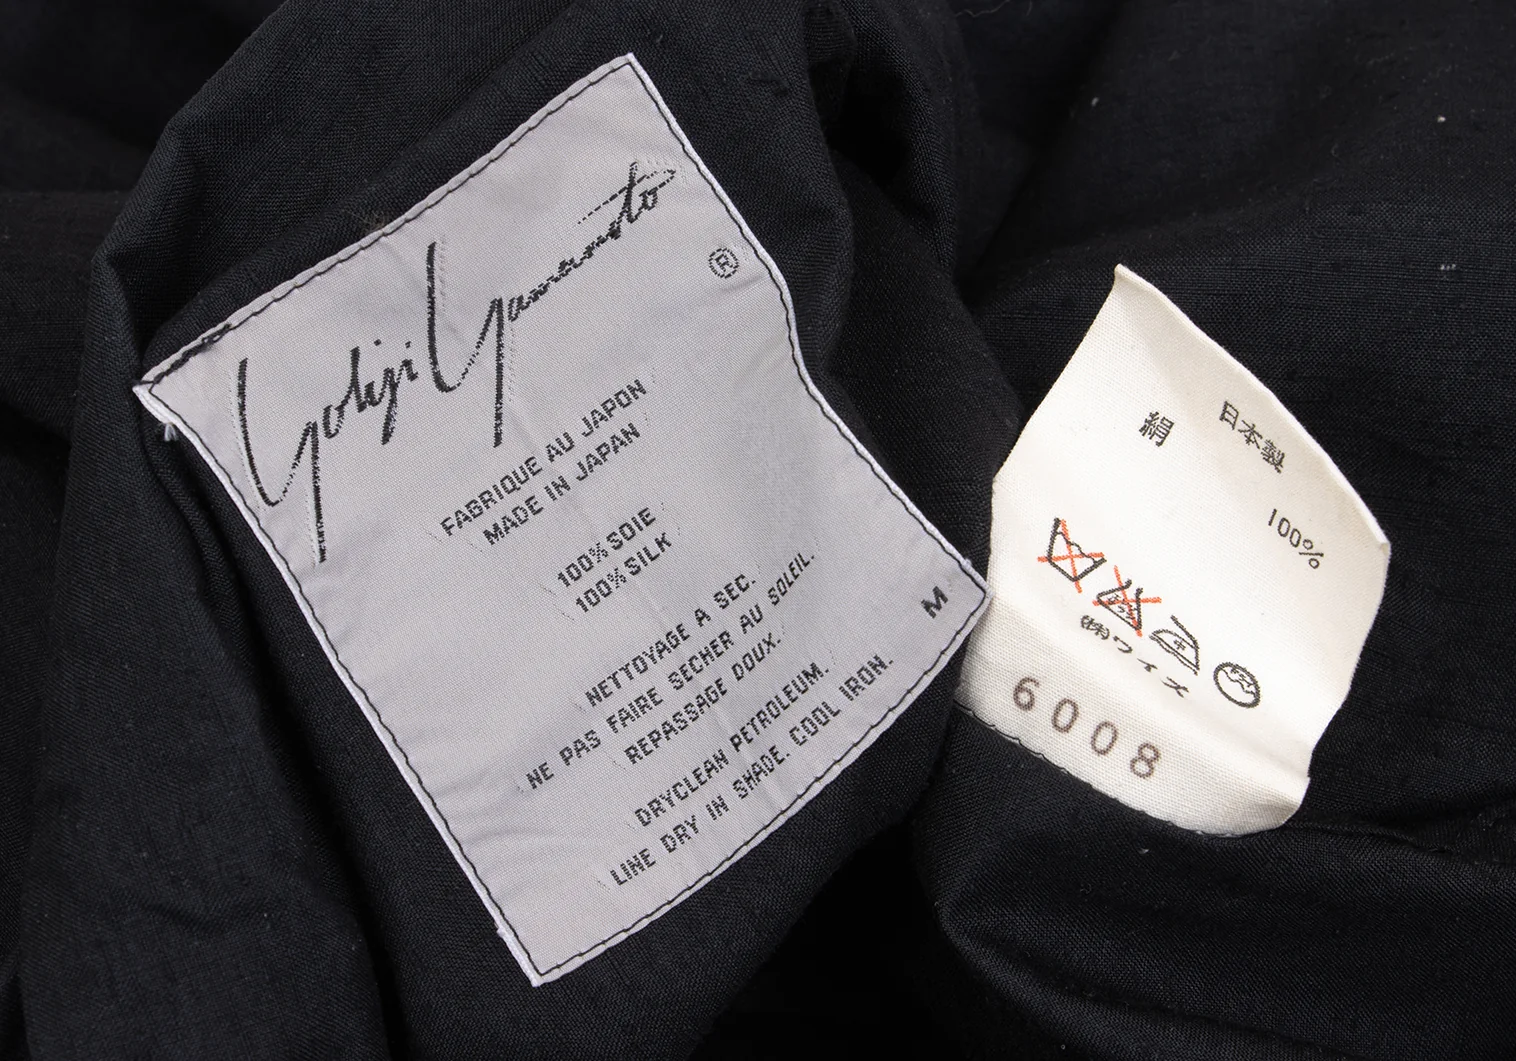 Yohji Yamamoto
®
FABRIQUE AU JAPON
MADE IN JAPAN
100% SOIE
100% SILK
NETTOYAGE A SEC.
NE PAS FAIRE SECHER AU SOLEIL.
REPASSAGE DOUX.
DRYCLEAN PETROLEUM.
LINE DRY IN SHADE. COOL IRON.
M
日本製
絹 100%
㈱ワイズ
6008